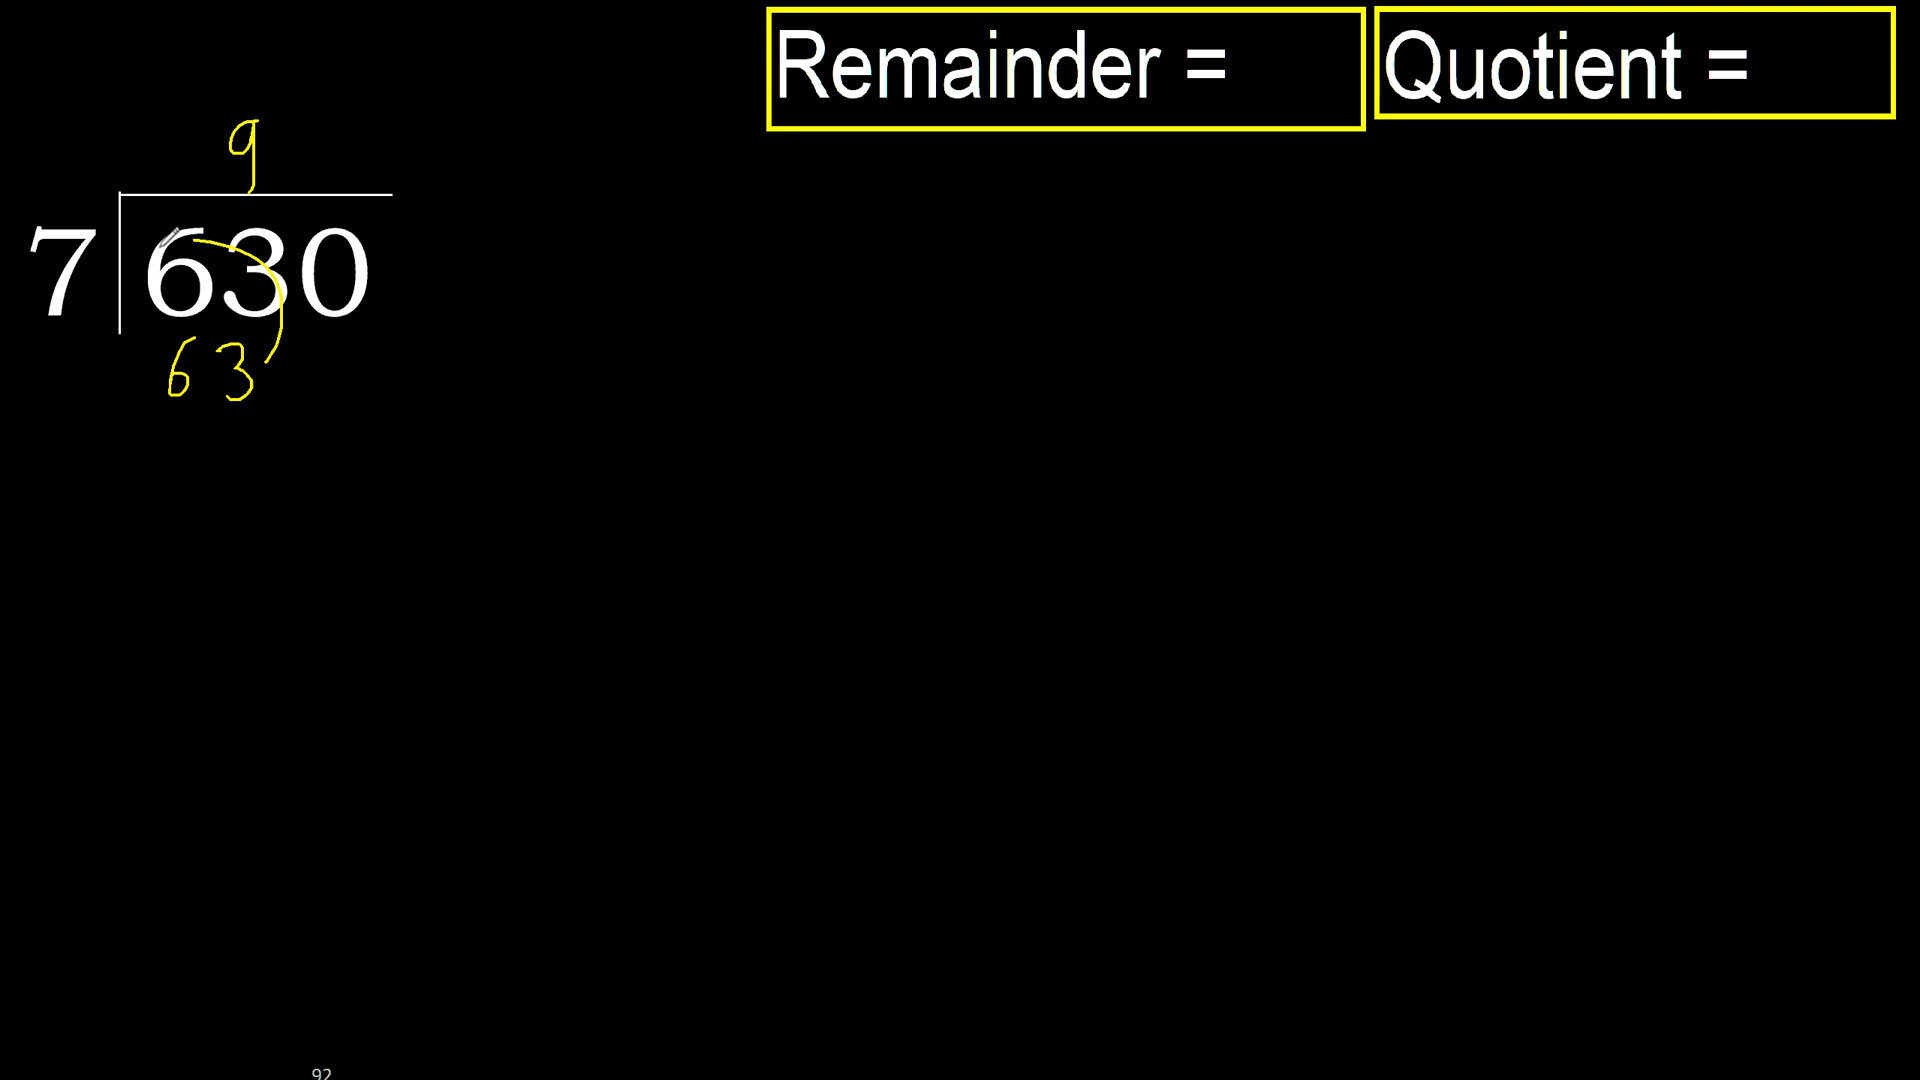 Remainder = Quotient =
9
7 630
63
92